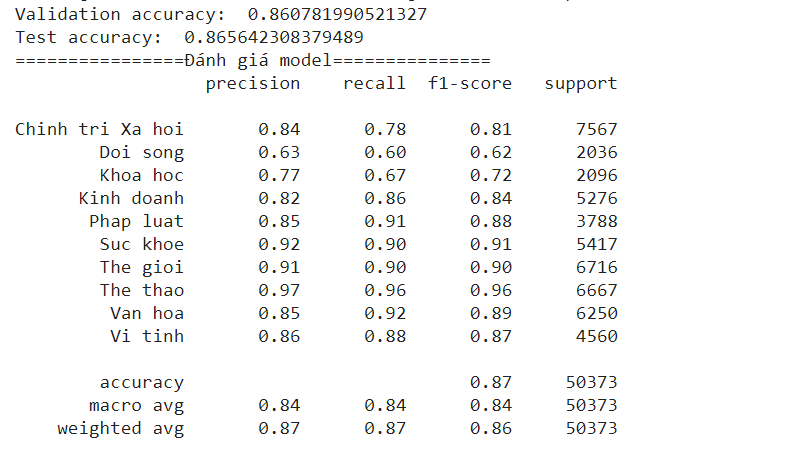 Validation accuracy:  0.860781990521327
Test accuracy:  0.865642308379489
================Đánh giá model===============
                  precision    recall  f1-score   support

Chinh tri Xa hoi       0.84      0.78      0.81      7567
        Doi song       0.63      0.60      0.62      2036
        Khoa hoc       0.77      0.67      0.72      2096
      Kinh doanh       0.82      0.86      0.84      5276
       Phap luat       0.85      0.91      0.88      3788
        Suc khoe       0.92      0.90      0.91      5417
        The gioi       0.91      0.90      0.90      6716
        The thao       0.97      0.96      0.96      6667
         Van hoa       0.85      0.92      0.89      6250
         Vi tinh       0.86      0.88      0.87      4560

        accuracy                           0.87     50373
       macro avg       0.84      0.84      0.84     50373
    weighted avg       0.87      0.87      0.86     50373